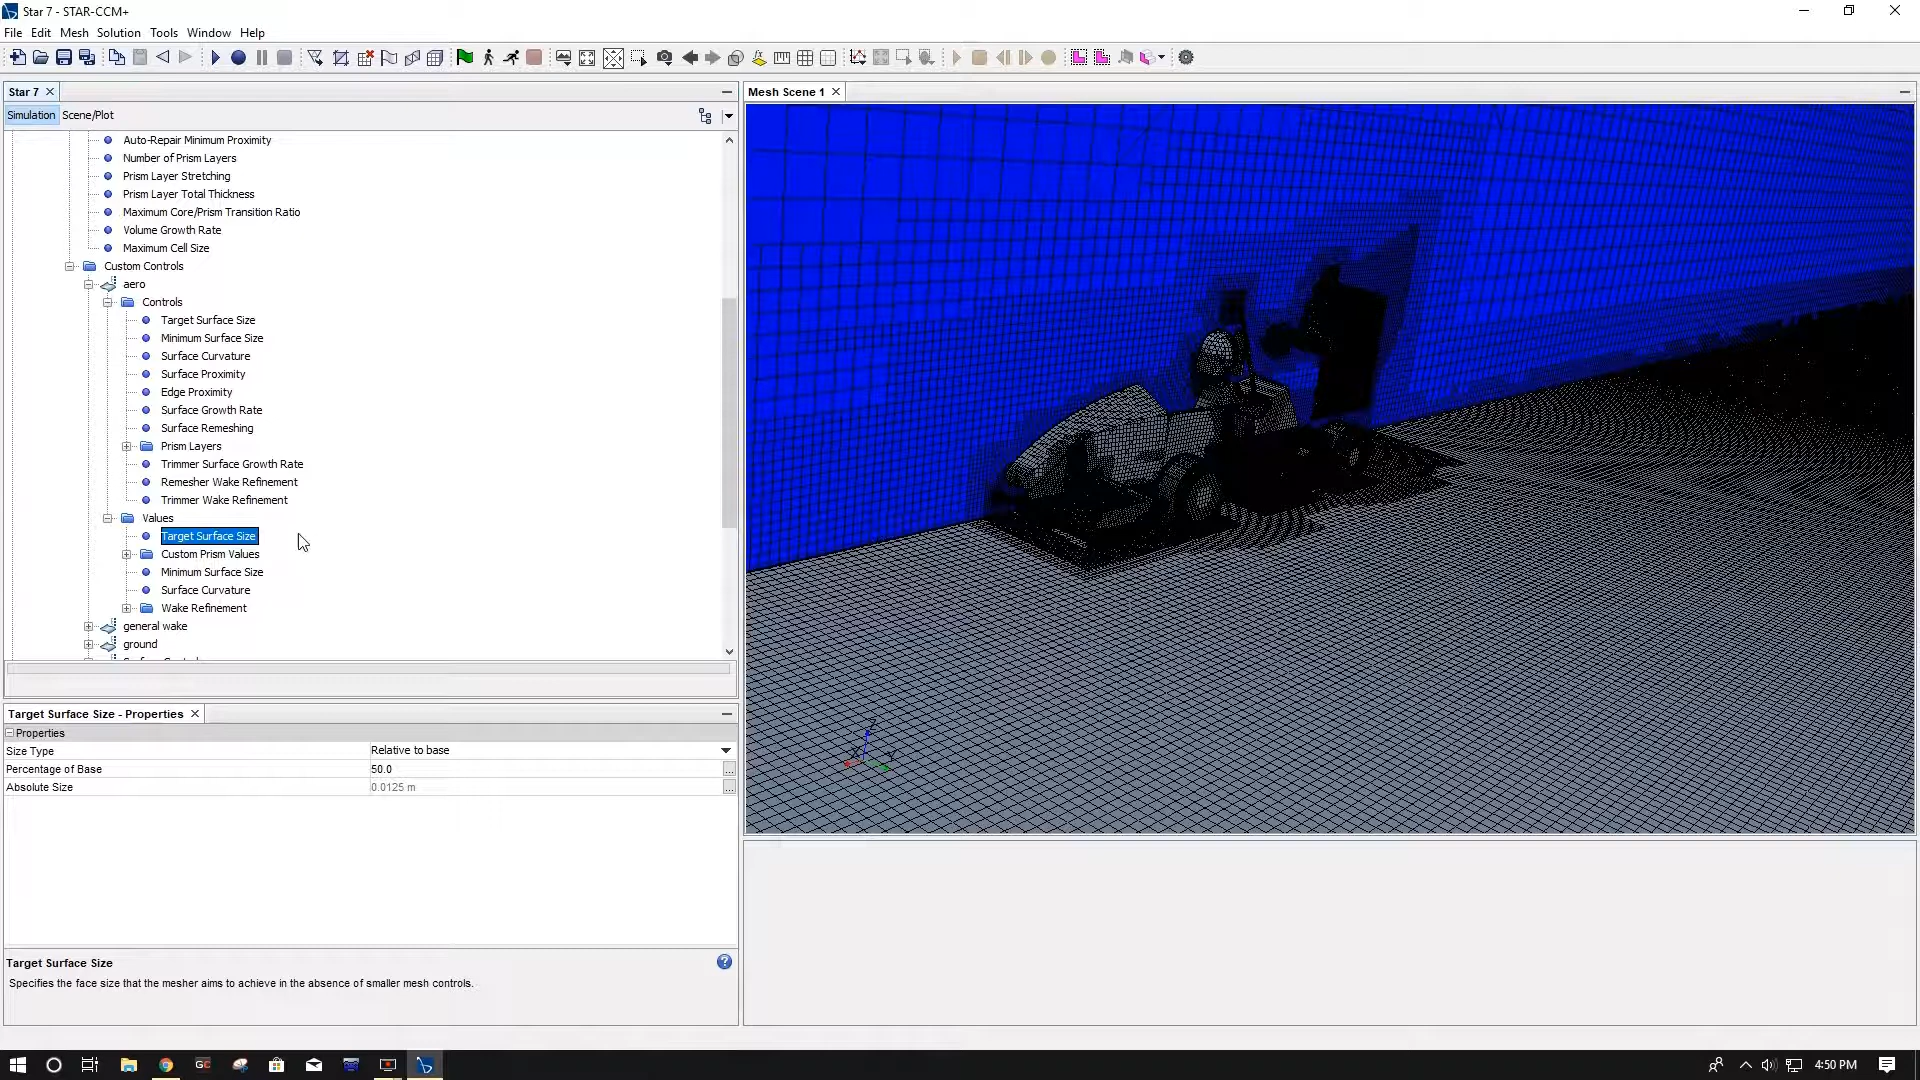 Star 7 - STAR-CCM+
File Edit Mesh Solution Tools Window Help
Star 7
Simulation Scene/Plot
Auto-Repair Minimum Proximity
Number of Prism Layers
Prism Layer Stretching
Prism Layer Total Thickness
Maximum Core/Prism Transition Ratio
Volume Growth Rate
Maximum Cell Size
Custom Controls
aero
Controls
Target Surface Size
Minimum Surface Size
Surface Curvature
Surface Proximity
Edge Proximity
Surface Growth Rate
Surface Remeshing
Prism Layers
Trimmer Surface Growth Rate
Remesher Wake Refinement
Trimmer Wake Refinement
Values
Target Surface Size
Custom Prism Values
Minimum Surface Size
Surface Curvature
Wake Refinement
general wake
ground
Target Surface Size - Properties
Properties
Size Type Relative to base
Percentage of Base 50.0
Absolute Size 0.0125 m
Target Surface Size
Specifies the face size that the mesher aims to achieve in the absence of smaller mesh controls.
Mesh Scene 1
Z
X
Y
GC
4:50 PM